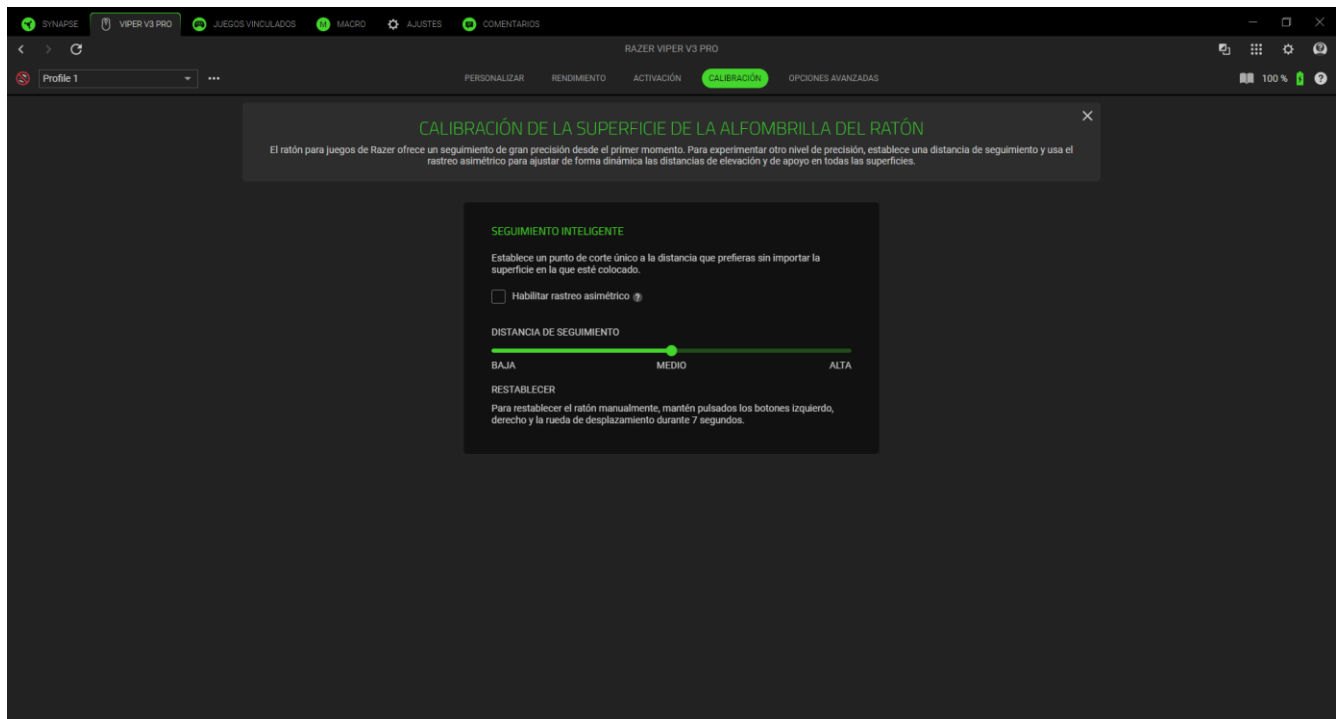 SYNAPSE
VIPER V3 PRO
JUEGOS VINCULADOS
MACRO
AJUSTES
COMENTARIOS
RAZER VIPER V3 PRO
Profile 1
PERSONALIZAR
RENDIMIENTO
ACTIVACIÓN
CALIBRACIÓN
OPCIONES AVANZADAS
100 %
CALIBRACIÓN DE LA SUPERFICIE DE LA ALFOMBRILLA DEL RATÓN
El ratón para juegos de Razer ofrece un seguimiento de gran precisión desde el primer momento. Para experimentar otro nivel de precisión, establece una distancia de seguimiento y usa el
rastreo asimétrico para ajustar de forma dinámica las distancias de elevación y de apoyo en todas las superficies.
SEGUIMIENTO INTELIGENTE
Establece un punto de corte único a la distancia que prefieras sin importar la
superficie en la que esté colocado.
Habilitar rastreo asimétrico ?
DISTANCIA DE SEGUIMIENTO
BAJA
MEDIO
ALTA
RESTABLECER
Para restablecer el ratón manualmente, mantén pulsados los botones izquierdo,
derecho y la rueda de desplazamiento durante 7 segundos.